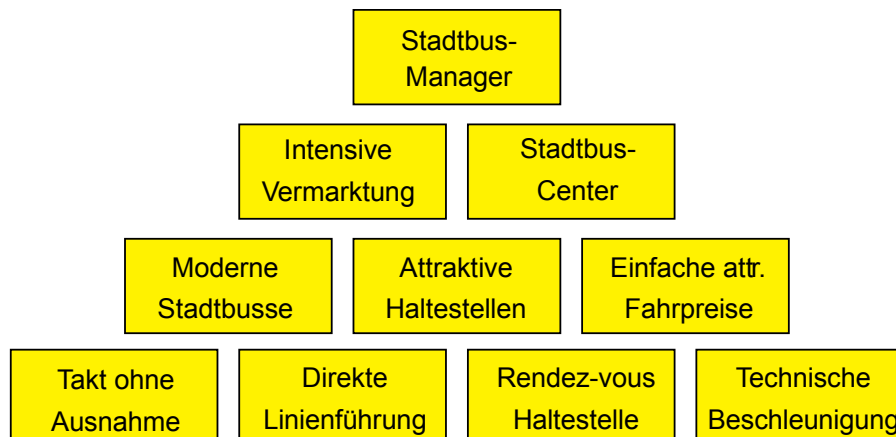 Stadtbus-
Manager
Intensive
Vermarktung
Stadtbus-
Center
Moderne
Stadtbusse
Attraktive
Haltestellen
Einfache attr.
Fahrpreise
Takt ohne
Ausnahme
Direkte
Linienführung
Rendez-vous
Haltestelle
Technische
Beschleunigung